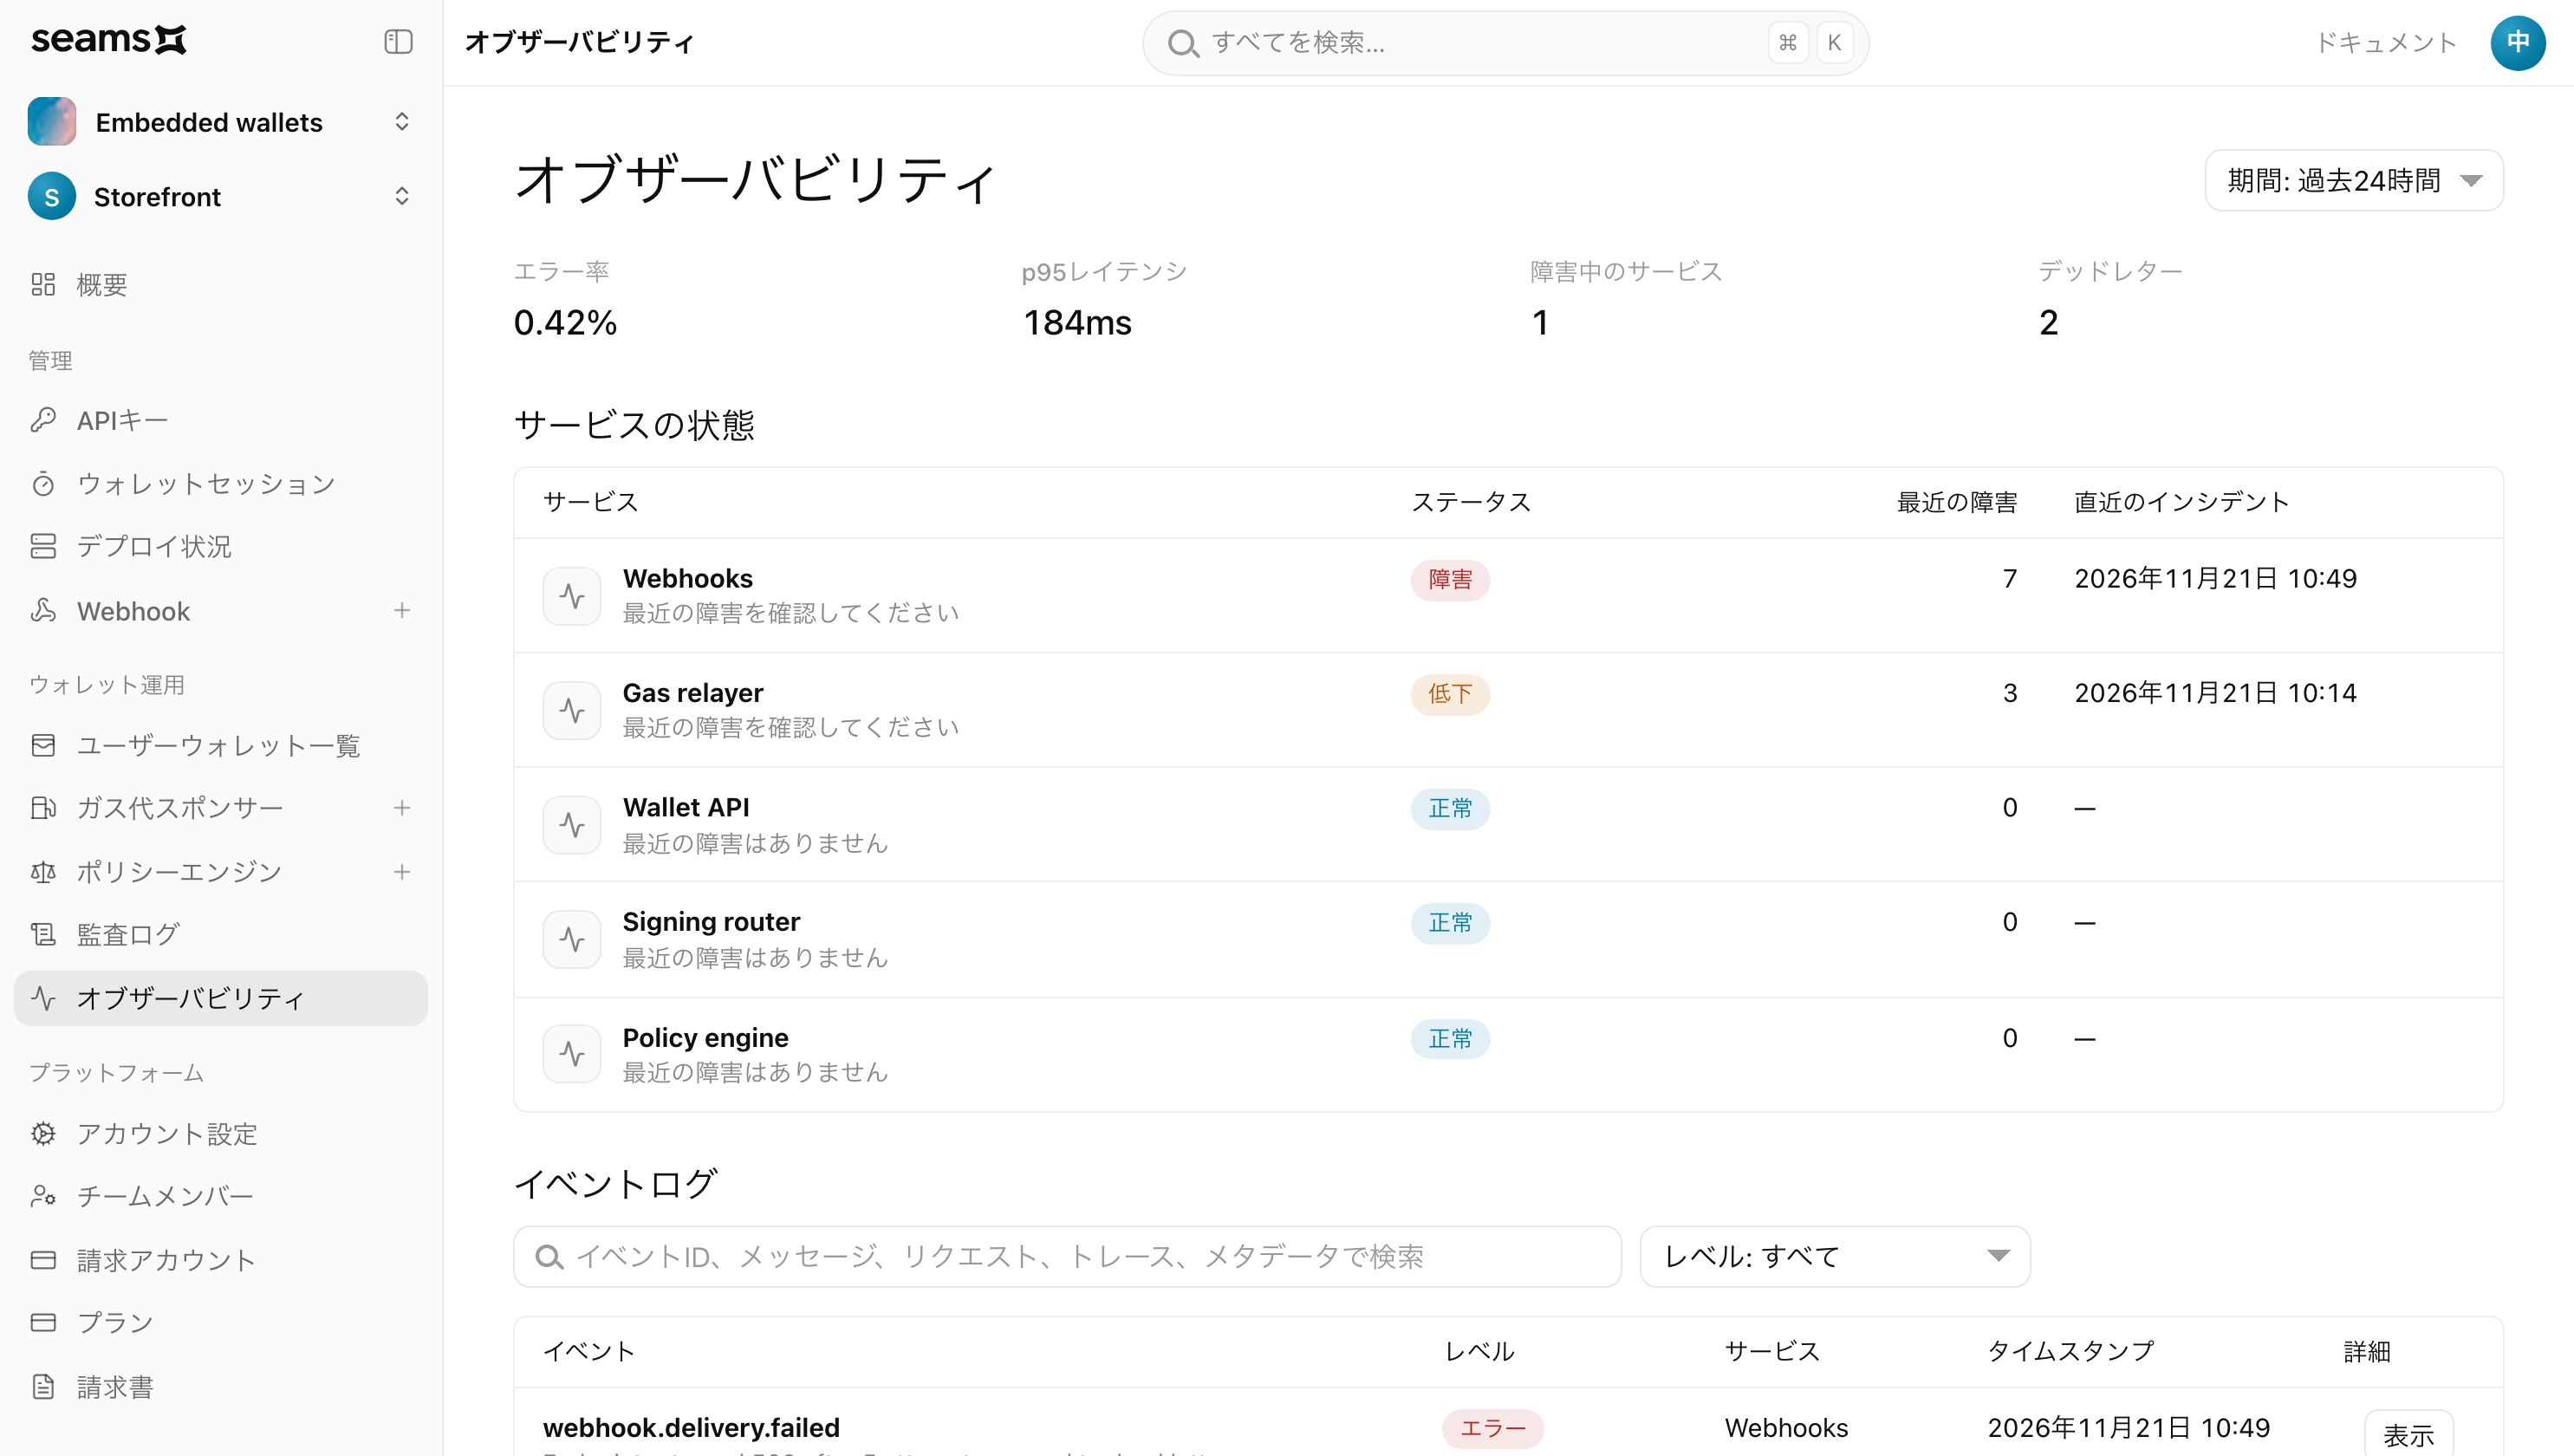 seams
オブザーバビリティ
すべてを検索...
⌘ K
ドキュメント
中
Embedded wallets
S
Storefront
概要
管理
APIキー
ウォレットセッション
デプロイ状況
Webhook
ウォレット運用
ユーザーウォレット一覧
ガス代スポンサー
ポリシーエンジン
監査ログ
オブザーバビリティ
プラットフォーム
アカウント設定
チームメンバー
請求アカウント
プラン
請求書
オブザーバビリティ
期間: 過去24時間
エラー率
0.42%
p95レイテンシ
184ms
障害中のサービス
1
デッドレター
2
サービスの状態
サービス ステータス 最近の障害 直近のインシデント
Webhooks 障害 7 2026年11月21日 10:49
最近の障害を確認してください
Gas relayer 低下 3 2026年11月21日 10:14
最近の障害を確認してください
Wallet API 正常 0 —
最近の障害はありません
Signing router 正常 0 —
最近の障害はありません
Policy engine 正常 0 —
最近の障害はありません
イベントログ
イベントID、メッセージ、リクエスト、トレース、メタデータで検索
レベル: すべて
イベント レベル サービス タイムスタンプ 詳細
webhook.delivery.failed エラー Webhooks 2026年11月21日 10:49 表示